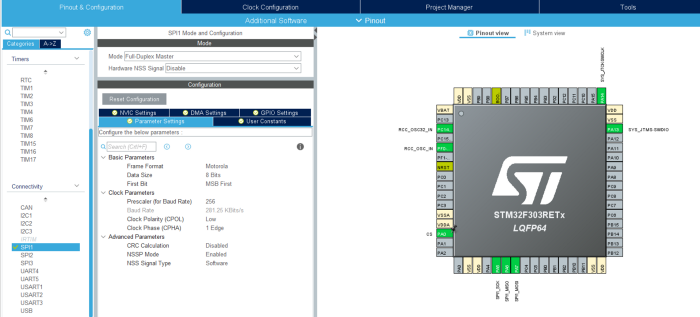 Pinout & Configuration
Clock Configuration
Project Manager
Tools
Additional Software
Pinout
Categories
A->Z
Timers
RTC
TIM1
TIM2
TIM3
TIM4
TIM6
TIM7
TIM8
TIM15
TIM16
TIM17
Connectivity
CAN
I2C1
I2C2
I2C3
IRTIM
SPI1
SPI2
SPI3
UART4
UART5
USART1
USART2
USART3
USB
SPI1 Mode and Configuration
Mode
Mode Full-Duplex Master
Hardware NSS Signal Disable
Configuration
Reset Configuration
NVIC Settings
DMA Settings
GPIO Settings
Parameter Settings
User Constants
Configure the below parameters :
Search (Ctrl+F)
Basic Parameters
Frame Format Motorola
Data Size 8 Bits
First Bit MSB First
Clock Parameters
Prescaler (for Baud Rate) 256
Baud Rate 281.25 KBits/s
Clock Polarity (CPOL) Low
Clock Phase (CPHA) 1 Edge
Advanced Parameters
CRC Calculation Disabled
NSSP Mode Enabled
NSS Signal Type Software
Pinout view
System view
SYS_JTCK-SWCLK
VBAT
PC13
RCC_OSC32_IN PC14
PC15
RCC_OSC_IN PF0
PF1
NRST
PC0
PC1
PC2
PC3
VSSA
VDDA
CS PA0
PA1
PA2
VDD
VSS
PA13 SYS_JTMS-SWDIO
PA12
PA11
PA10
PA9
PA8
PC9
PC8
PC7
PC6
PB15
PB14
PB13
PB12
STM32F303RETx
LQFP64
SPI1_SCK
SPI1_MISO
SPI1_MOSI